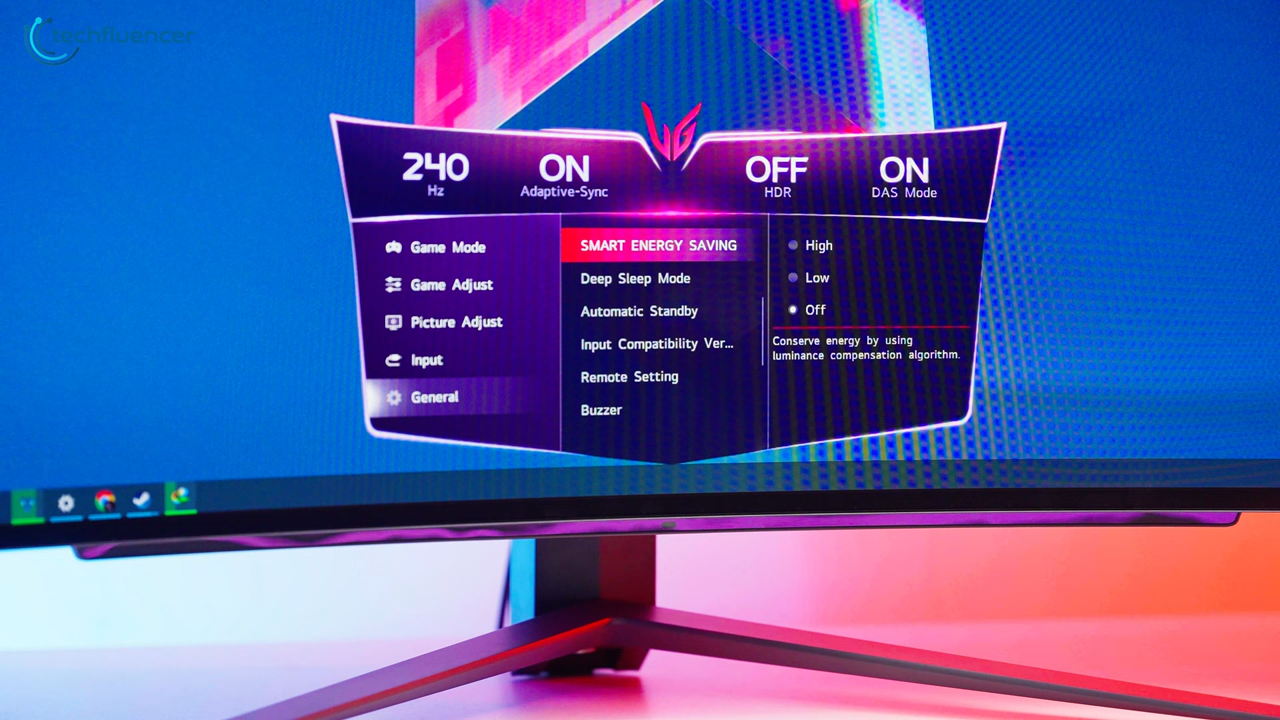 techfluencer
UG
240
Hz
ON
Adaptive-Sync
OFF
HDR
ON
DAS Mode
Game Mode
Game Adjust
Picture Adjust
Input
General
SMART ENERGY SAVING
Deep Sleep Mode
Automatic Standby
Input Compatibility Ver...
Remote Setting
Buzzer
High
Low
Off
Conserve energy by using
luminance compensation algorithm.